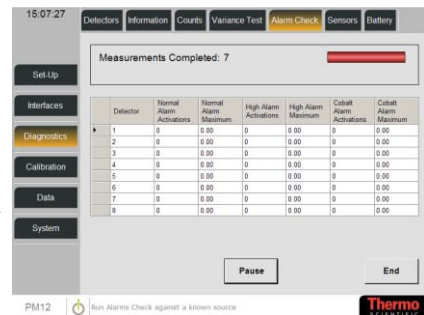 15:07:27
Detectors Information Counts Variance Test Alarm Check Sensors Battery
Measurements Completed: 7
Set-Up
Interfaces
Diagnostics
Calibration
Data
System
Detector Normal Alarm Activations Normal Alarm Maximum High Alarm Activations High Alarm Maximum Cobalt Alarm Activations Cobalt Alarm Maximum
1 0 0.00 0 0.00 0 0.00
2 0 0.00 0 0.00 0 0.00
3 0 0.00 0 0.00 0 0.00
4 0 0.00 0 0.00 0 0.00
5 0 0.00 0 0.00 0 0.00
6 0 0.00 0 0.00 0 0.00
7 0 0.00 0 0.00 0 0.00
8 0 0.00 0 0.00 0 0.00
Pause End
PM12 Run Alarms Check against a known source
Thermo
SCIENTIFIC